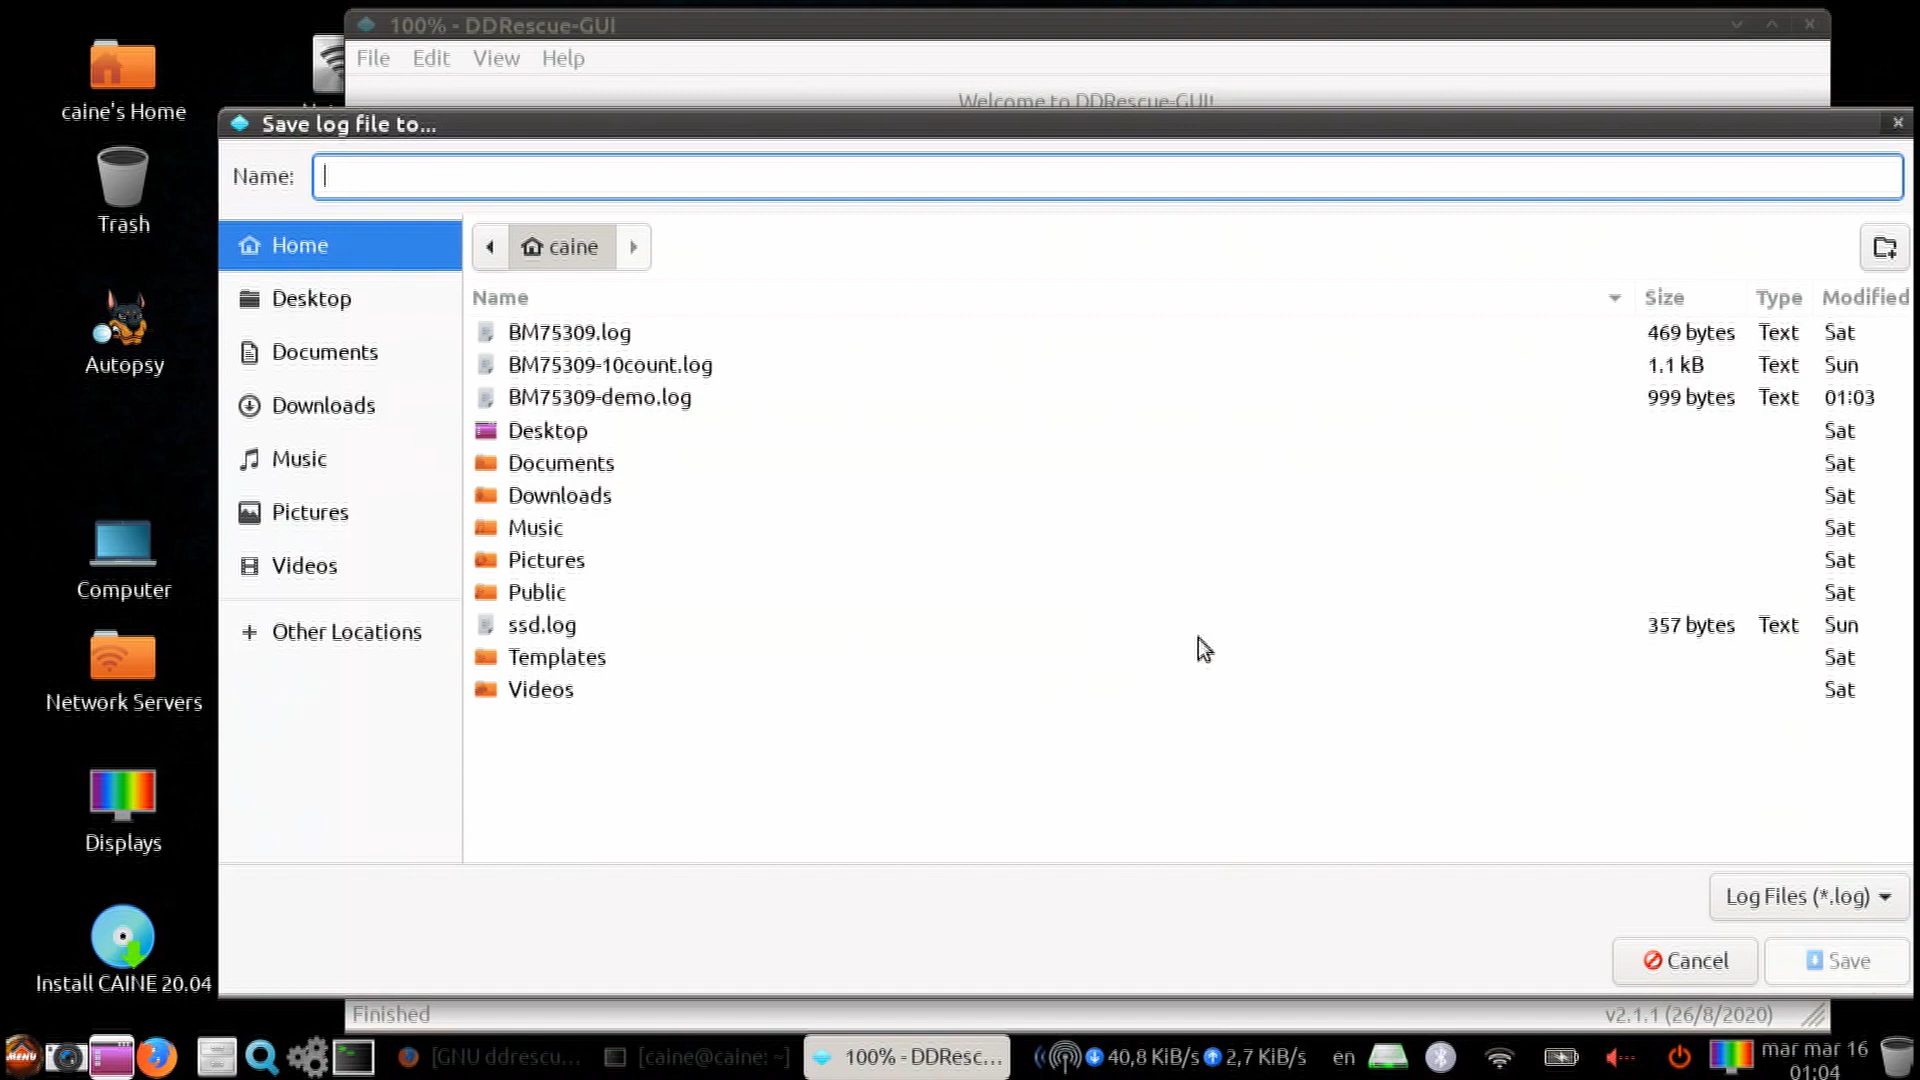 100% - DDRescue-GUI
File Edit View Help
Welcome to DDRescue-GUI!
caine's Home
Save log file to...
Name:
Trash
Home
caine
Name Size Type Modified
Desktop
BM75309.log 469 bytes Text Sat
Documents
BM75309-10count.log 1.1 kB Text Sun
Autopsy
Downloads
BM75309-demo.log 999 bytes Text 01:03
Desktop Sat
Music
Documents Sat
Downloads Sat
Pictures
Music Sat
Videos
Pictures Sat
Computer
Public Sat
Other Locations
ssd.log 357 bytes Text Sun
Templates Sat
Network Servers
Videos Sat
Displays
Log Files (*.log)
Cancel Save
Install CAINE 20.04
Finished v2.1.1 (26/8/2020)
MENU [GNU ddrescu... [caine@caine: ~] 100% - DDResc... 40,8 KiB/s 2,7 KiB/s en mar mar 16
01:04